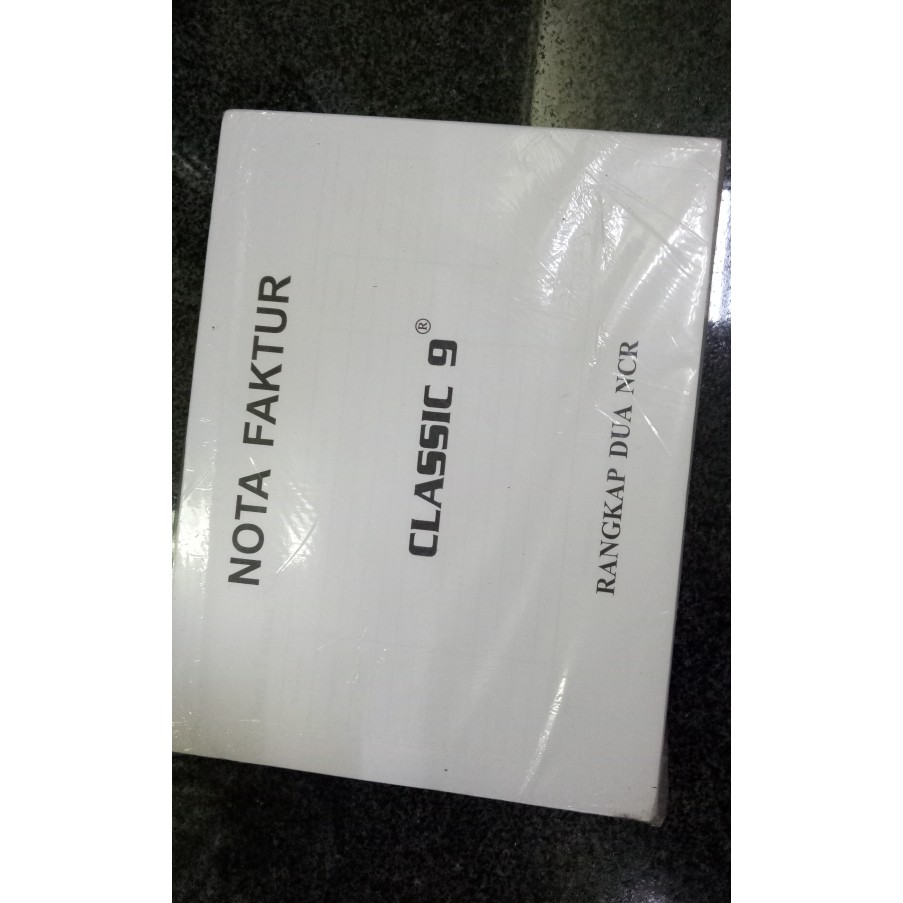 NOTA FAKTUR
CLASSIC 9®
RANGKAP DUA NCR